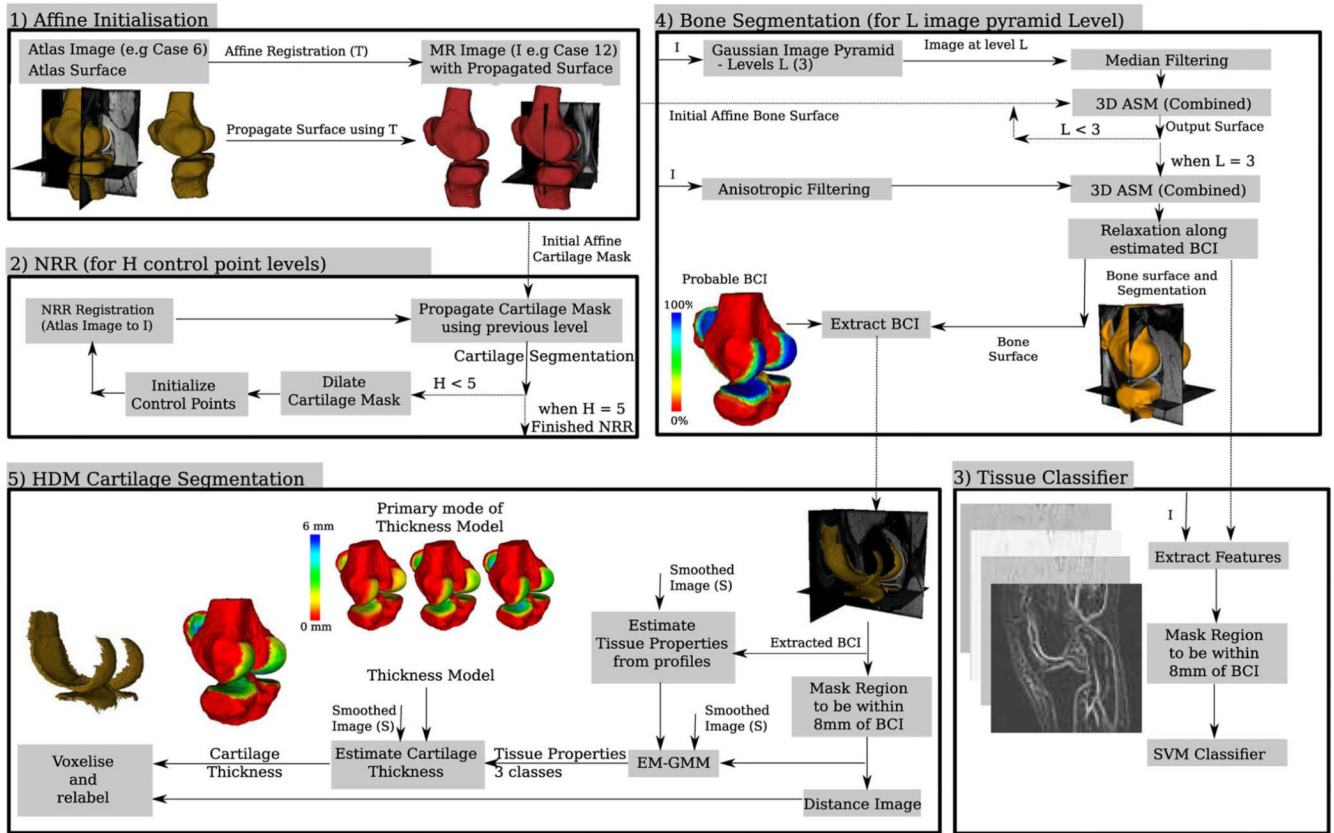 1) Affine Initialisation
Atlas Image (e.g Case 6)
Atlas Surface
Affine Registration (T)
MR Image (I e.g Case 12)
with Propagated Surface
Propagate Surface using T
Initial Affine
Cartilage Mask
2) NRR (for H control point levels)
NRR Registration
(Atlas Image to I)
Propagate Cartilage Mask
using previous level
Cartilage Segmentation
H < 5
Dilate
Cartilage Mask
Initialize
Control Points
when H = 5
Finished NRR
4) Bone Segmentation (for L image pyramid Level)
I
Gaussian Image Pyramid
- Levels L (3)
Image at level L
Median Filtering
Initial Affine Bone Surface
3D ASM (Combined)
L < 3
Output Surface
when L = 3
I
Anisotropic Filtering
3D ASM (Combined)
Relaxation along
estimated BCI
Probable BCI
100%
0%
Extract BCI
Bone surface and
Segmentation
Bone
Surface
5) HDM Cartilage Segmentation
Primary mode of
Thickness Model
6 mm
0 mm
Smoothed
Image (S)
Estimate
Tissue Properties
from profiles
Extracted BCI
Mask Region
to be within
8mm of BCI
Thickness Model
Smoothed
Image (S)
Smoothed
Image (S)
Voxelise
and
relabel
Cartilage
Thickness
Estimate Cartilage
Thickness
Tissue Properties
3 classes
EM-GMM
Distance Image
3) Tissue Classifier
I
Extract Features
Mask Region
to be within
8mm of BCI
SVM Classifier